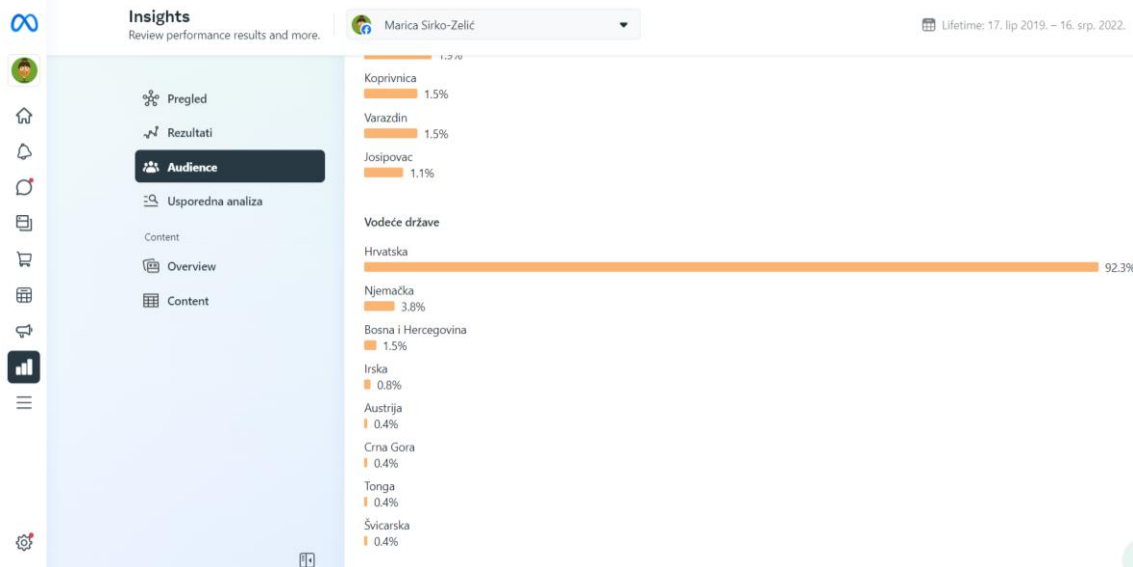 Insights
Review performance results and more.
Marica Sirko-Zelić
Lifetime: 17. lip 2019. – 16. srp. 2022.
Pregled
Rezultati
Audience
Usporedna analiza
Content
Overview
Content
Koprivnica
1.5%
Varazdin
1.5%
Josipovac
1.1%
Vodeće države
Hrvatska
92.3%
Njemačka
3.8%
Bosna i Hercegovina
1.5%
Irska
0.8%
Austrija
0.4%
Crna Gora
0.4%
Tonga
0.4%
Švicarska
0.4%